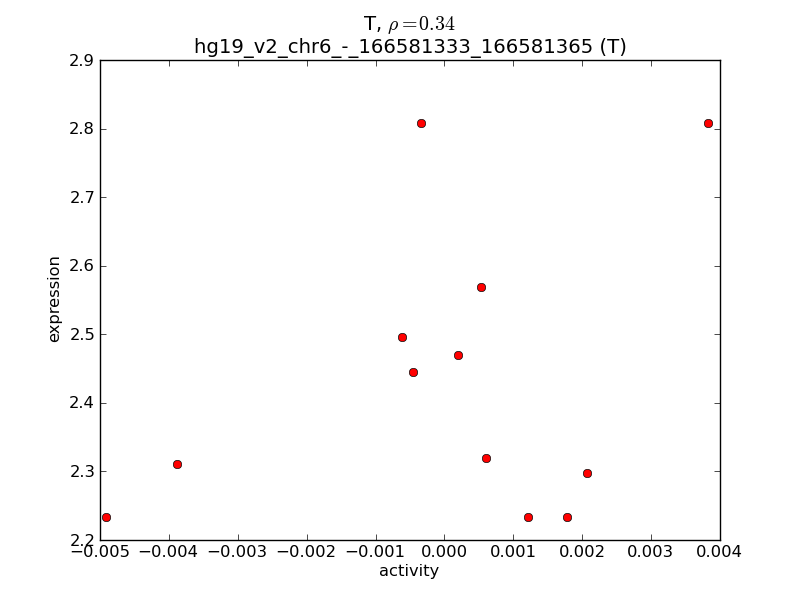 T, ρ=0.34
hg19_v2_chr6_-_166581333_166581365 (T)
2.9
2.8
2.7
2.6
2.5
2.4
2.3
2.2
expression
−0.005 −0.004 −0.003 −0.002 −0.001 0.000 0.001 0.002 0.003 0.004
activity